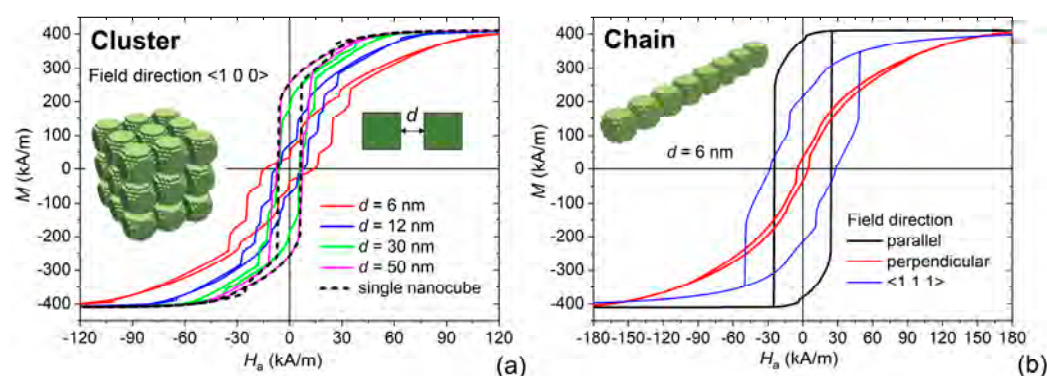 Cluster
Field direction <1 0 0>
d
d = 6 nm
d = 12 nm
d = 30 nm
d = 50 nm
single nanocube
M (kA/m)
400
300
200
100
0
-100
-200
-300
-400
-120 -90 -60 -30 0 30 60 90 120
Hₐ (kA/m)
(a)
Chain
d = 6 nm
Field direction
parallel
perpendicular
<1 1 1>
M (kA/m)
400
300
200
100
0
-100
-200
-300
-400
-180 -150 -120 -90 -60 -30 0 30 60 90 120 150 180
Hₐ (kA/m)
(b)